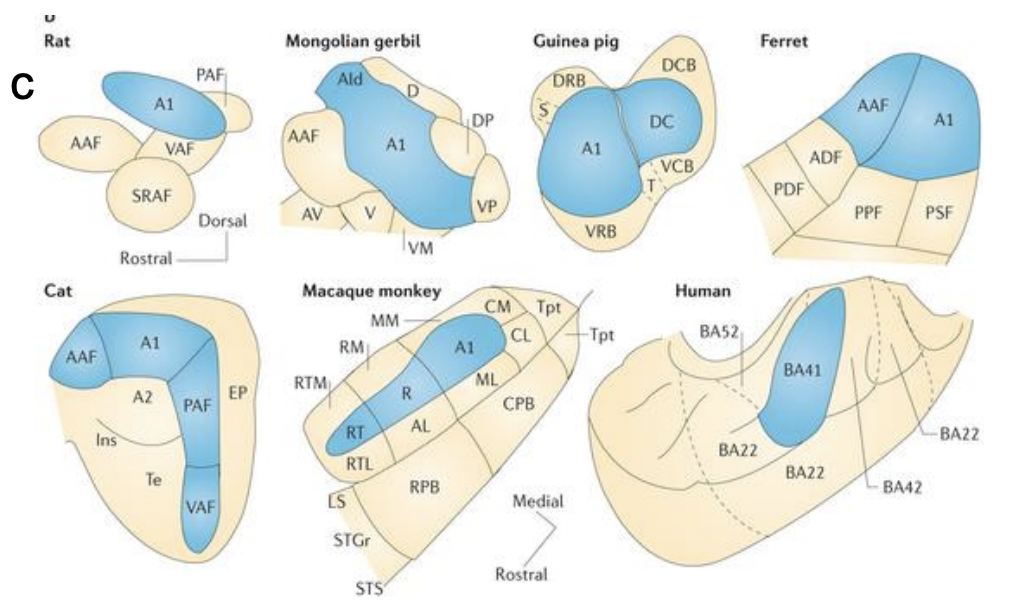 Rat
Mongolian gerbil
Guinea pig
Ferret
C
PAF
A1
AAF
VAF
SRAF
Dorsal
Rostral
AId
D
DP
AAF
A1
VP
AV
V
VM
DRB
DCB
S
A1
DC
VCB
T
VRB
AAF
A1
ADF
PDF
PPF
PSF
Cat
Macaque monkey
Human
AAF
A1
A2
PAF
EP
Ins
Te
VAF
CM
Tpt
MM
Tpt
RM
A1
CL
RTM
ML
R
CPB
RT
AL
RTL
RPB
LS
STGr
STS
Medial
Rostral
BA52
BA41
BA22
BA22
BA22
BA42